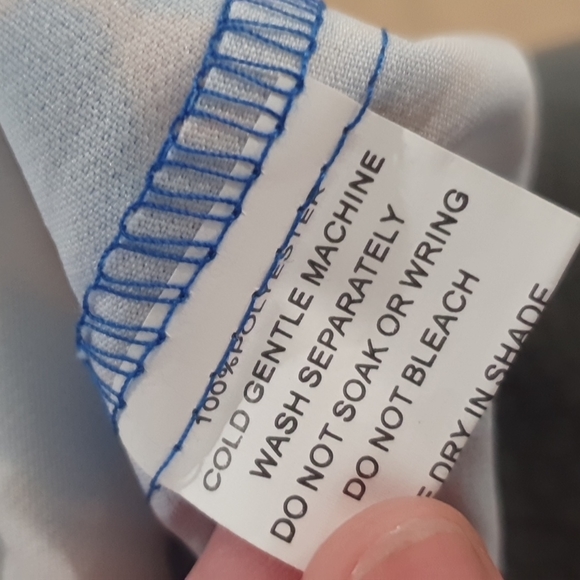 100%POLYESTER
COLD GENTLE MACHINE
WASH SEPARATELY
DO NOT SOAK OR WRING
DO NOT BLEACH
DRY IN SHADE